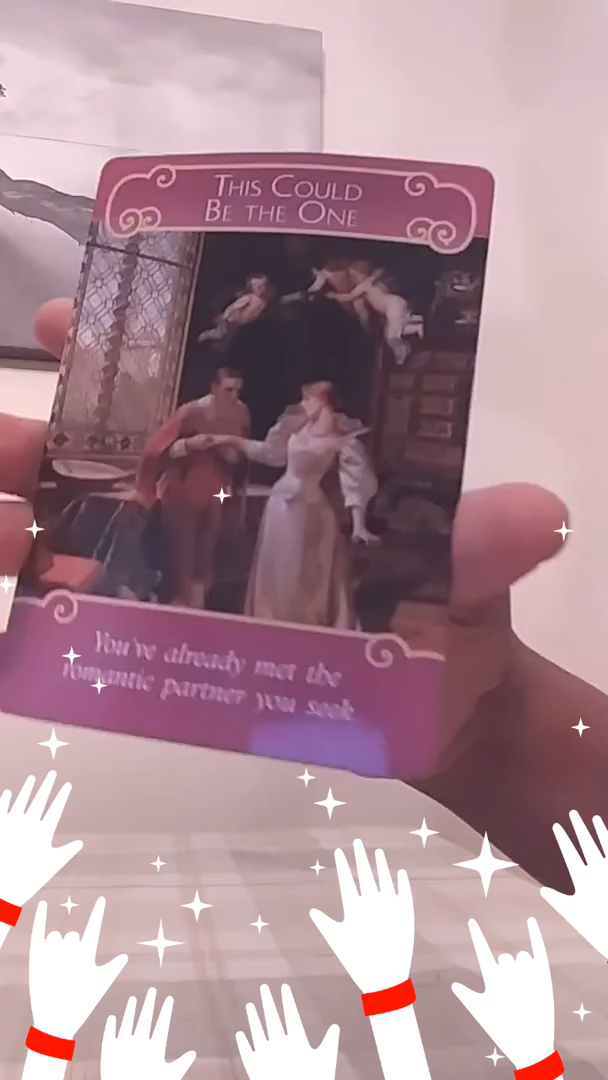 THIS COULD
BE THE ONE
You've already met the
romantic partner you seek